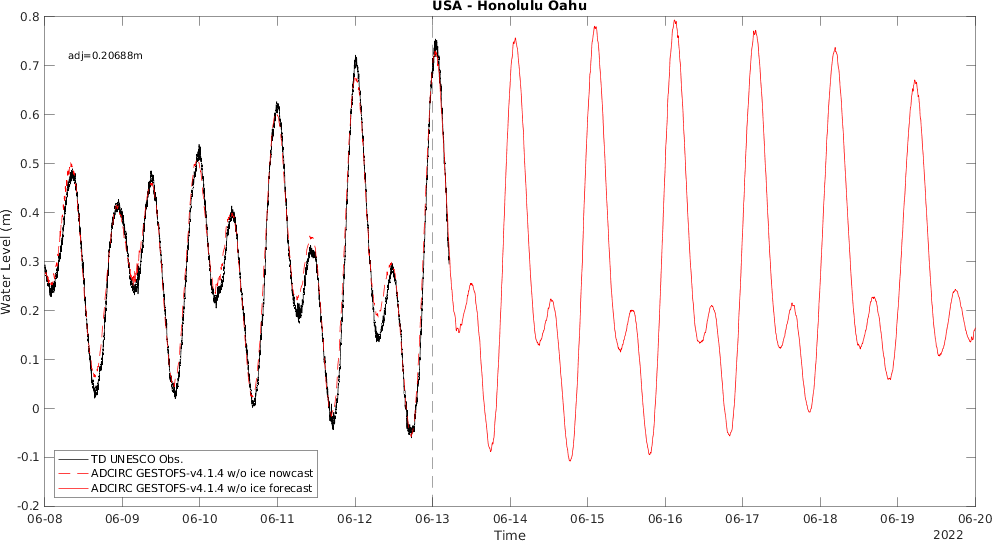 USA - Honolulu Oahu
adj=0.20688m
0.8
0.7
0.6
0.5
0.4
0.3
0.2
0.1
0
-0.1
-0.2
Water Level (m)
TD UNESCO Obs.
ADCIRC GESTOFS-v4.1.4 w/o ice nowcast
ADCIRC GESTOFS-v4.1.4 w/o ice forecast
06-08 06-09 06-10 06-11 06-12 06-13 06-14 06-15 06-16 06-17 06-18 06-19 06-20
Time
2022